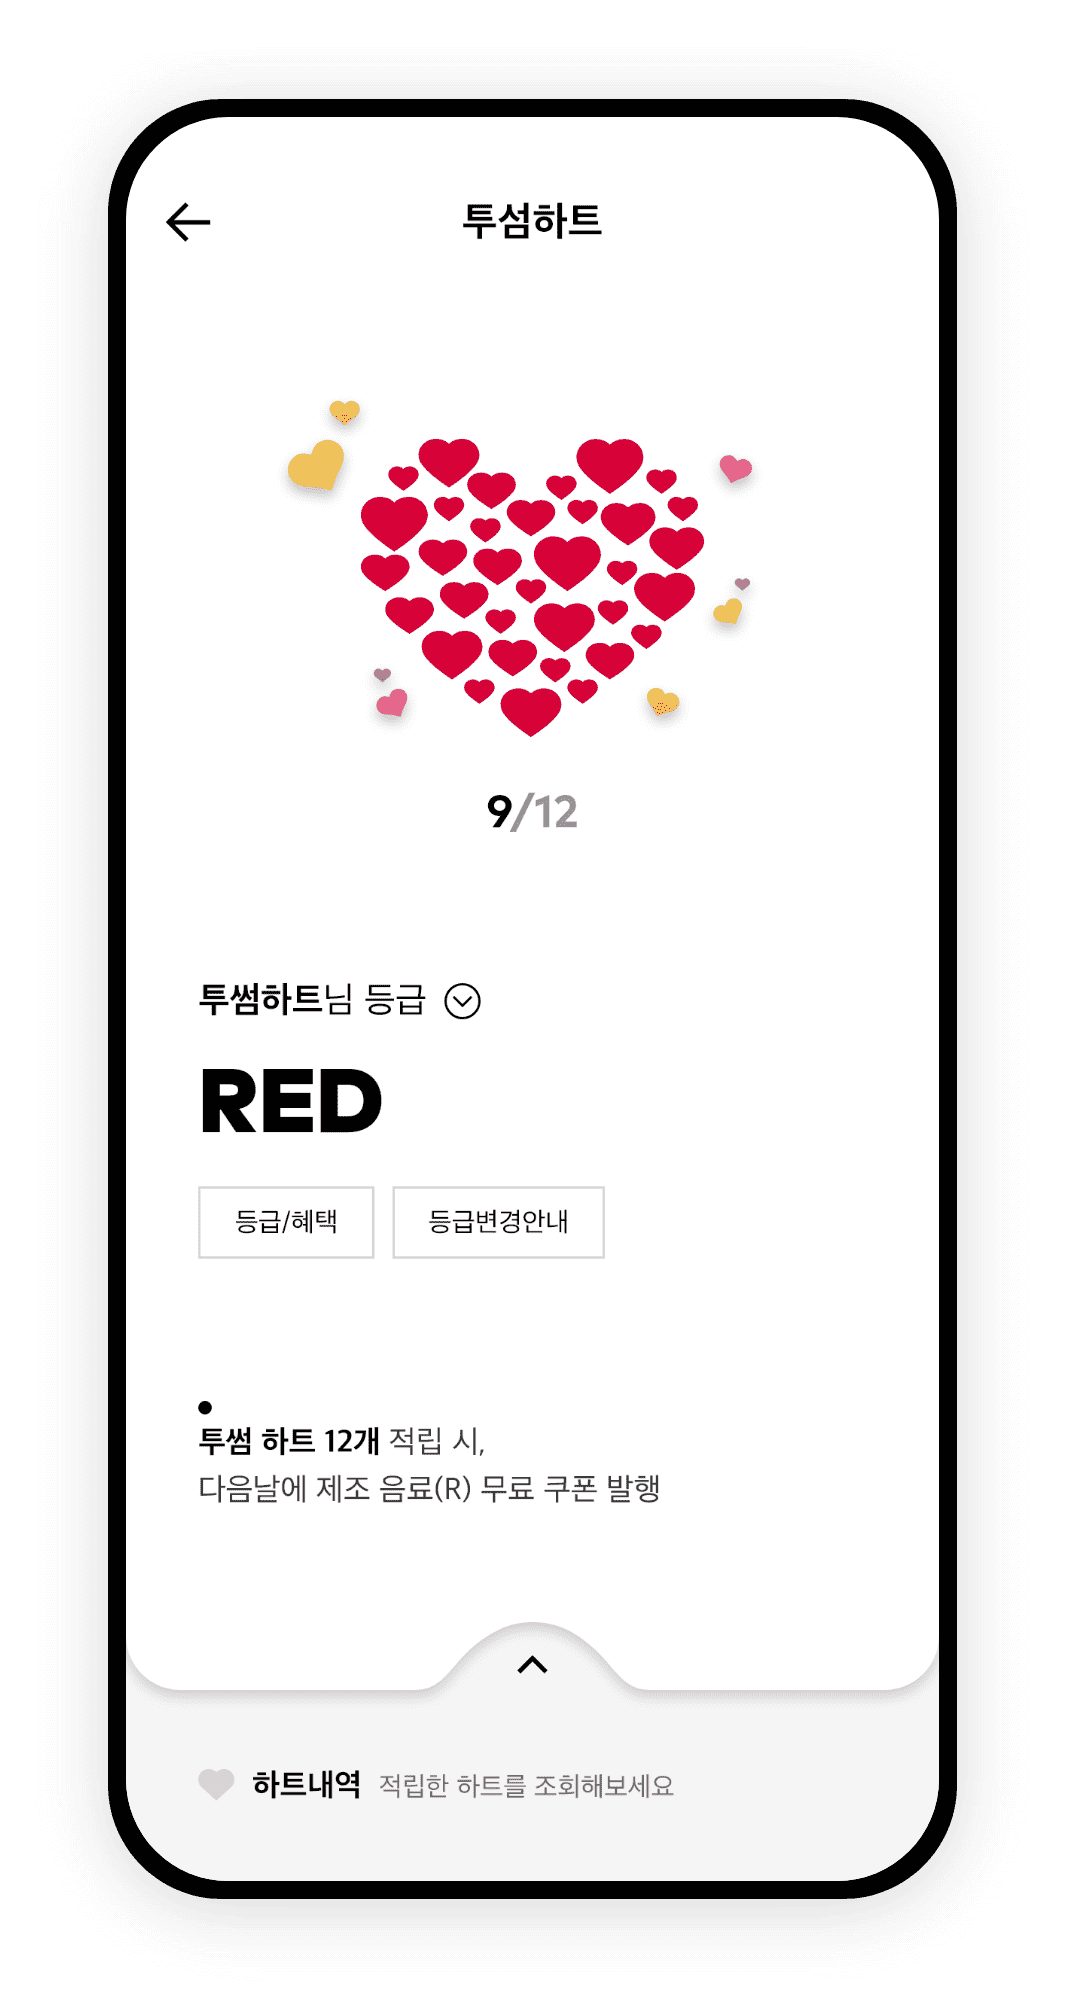 투섬하트
9/12
투썸하트님 등급
RED
등급/혜택
등급변경안내
투썸 하트 12개 적립 시,
다음날에 제조 음료(R) 무료 쿠폰 발행
하트내역 적립한 하트를 조회해보세요